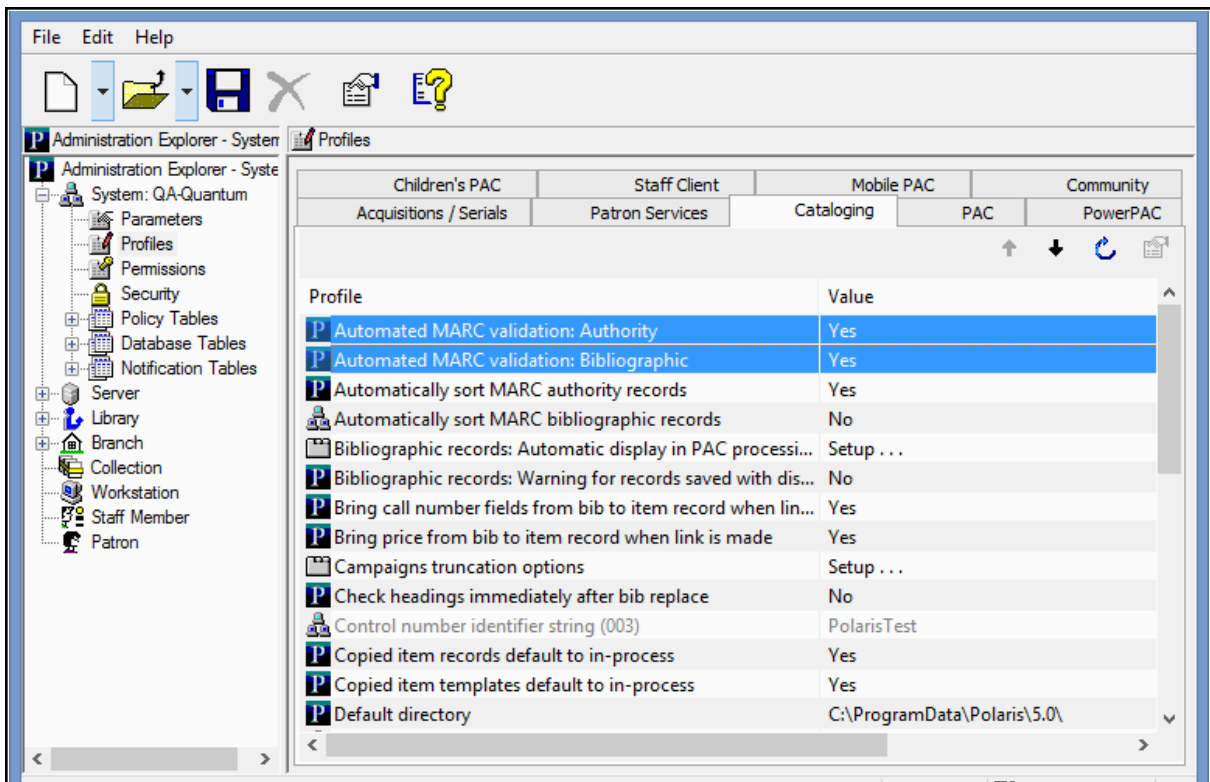 File Edit Help
Administration Explorer - System
Profiles
Administration Explorer - Syste
System: QA-Quantum
Parameters
Profiles
Permissions
Security
Policy Tables
Database Tables
Notification Tables
Server
Library
Branch
Collection
Workstation
Staff Member
Patron
Children's PAC Staff Client Mobile PAC Community
Acquisitions / Serials Patron Services Cataloging PAC PowerPAC
Profile Value
Automated MARC validation: Authority Yes
Automated MARC validation: Bibliographic Yes
Automatically sort MARC authority records Yes
Automatically sort MARC bibliographic records No
Bibliographic records: Automatic display in PAC processi... Setup . . .
Bibliographic records: Warning for records saved with dis... No
Bring call number fields from bib to item record when lin... Yes
Bring price from bib to item record when link is made Yes
Campaigns truncation options Setup . . .
Check headings immediately after bib replace No
Control number identifier string (003) PolarisTest
Copied item records default to in-process Yes
Copied item templates default to in-process Yes
Default directory C:\ProgramData\Polaris\5.0\